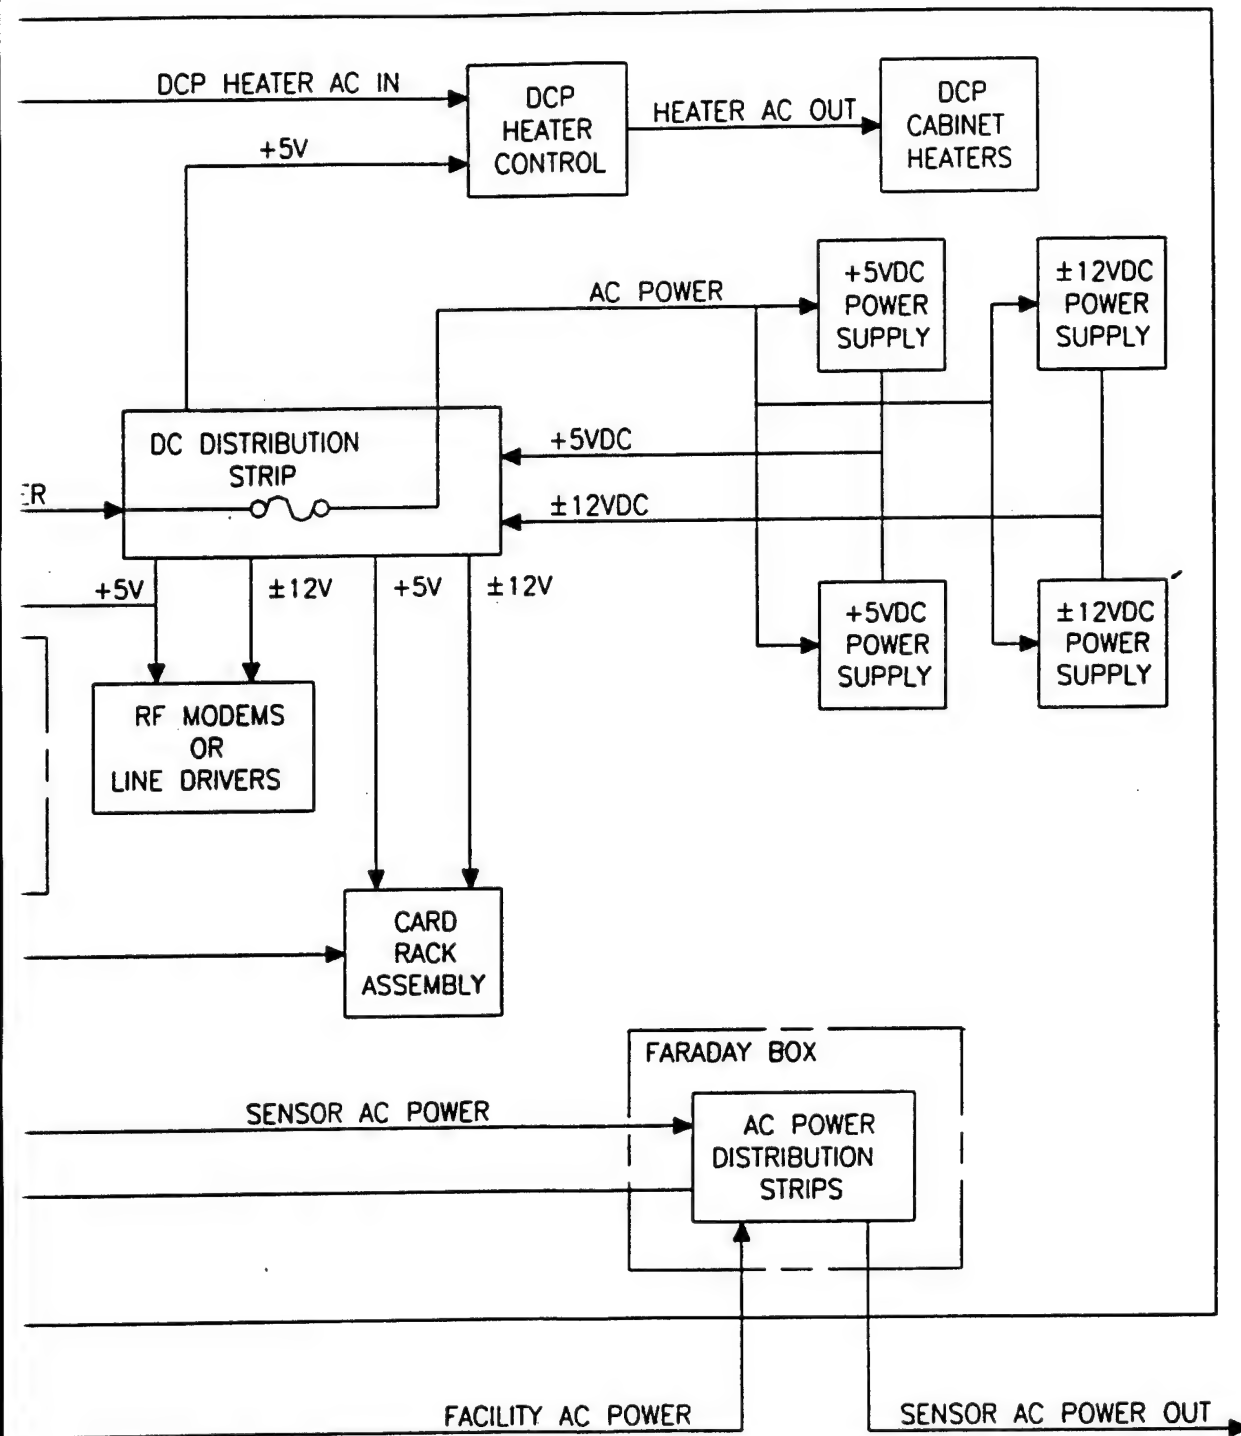 DCP HEATER AC IN
DCP
HEATER
CONTROL
HEATER AC OUT
DCP
CABINET
HEATERS
+5V
AC POWER
+5VDC
POWER
SUPPLY
±12VDC
POWER
SUPPLY
DC DISTRIBUTION
STRIP
+5VDC
±12VDC
ER
+5V
±12V
+5V
±12V
+5VDC
POWER
SUPPLY
±12VDC
POWER
SUPPLY
RF MODEMS
OR
LINE DRIVERS
CARD
RACK
ASSEMBLY
FARADAY BOX
SENSOR AC POWER
AC POWER
DISTRIBUTION
STRIPS
FACILITY AC POWER
SENSOR AC POWER OUT